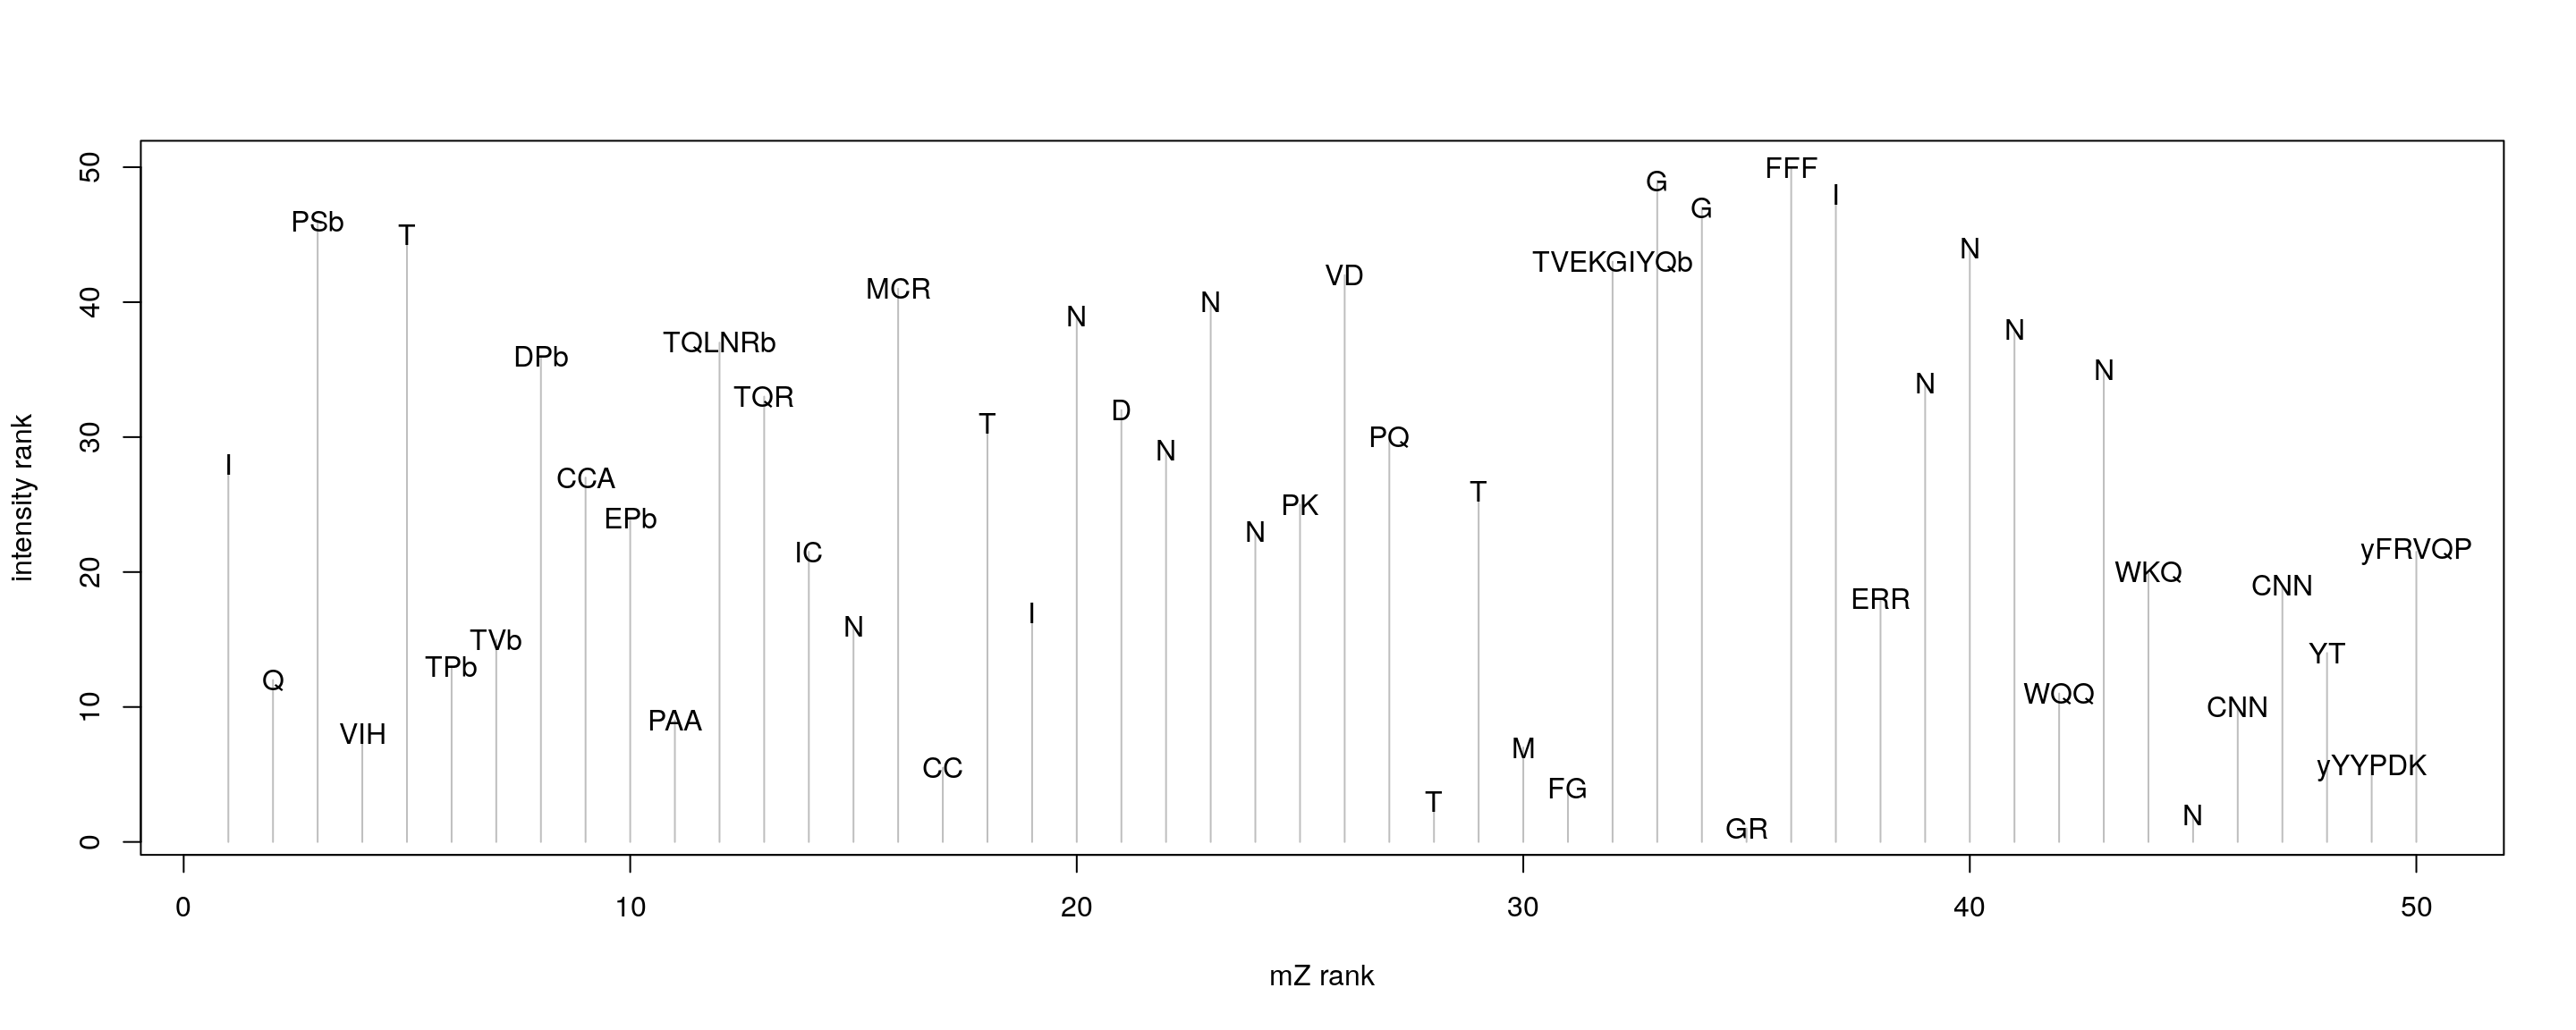 FFF
50
G
I
G
PSb
T
N
TVEKGIYQb
VD
MCR
40
N
N
N
TQLNRb
DPb
N
N
TQR
D
T
30
PQ
N
I
CCA
T
PK
EPb
N
IC
yFRVQP
20
WKQ
CNN
ERR
I
N
TVb
YT
TPb
Q
WQQ
10
CNN
PAA
VIH
M
CC
yYYPDK
FG
T
N
GR
0
intensity rank
0 10 20 30 40 50
mZ rank